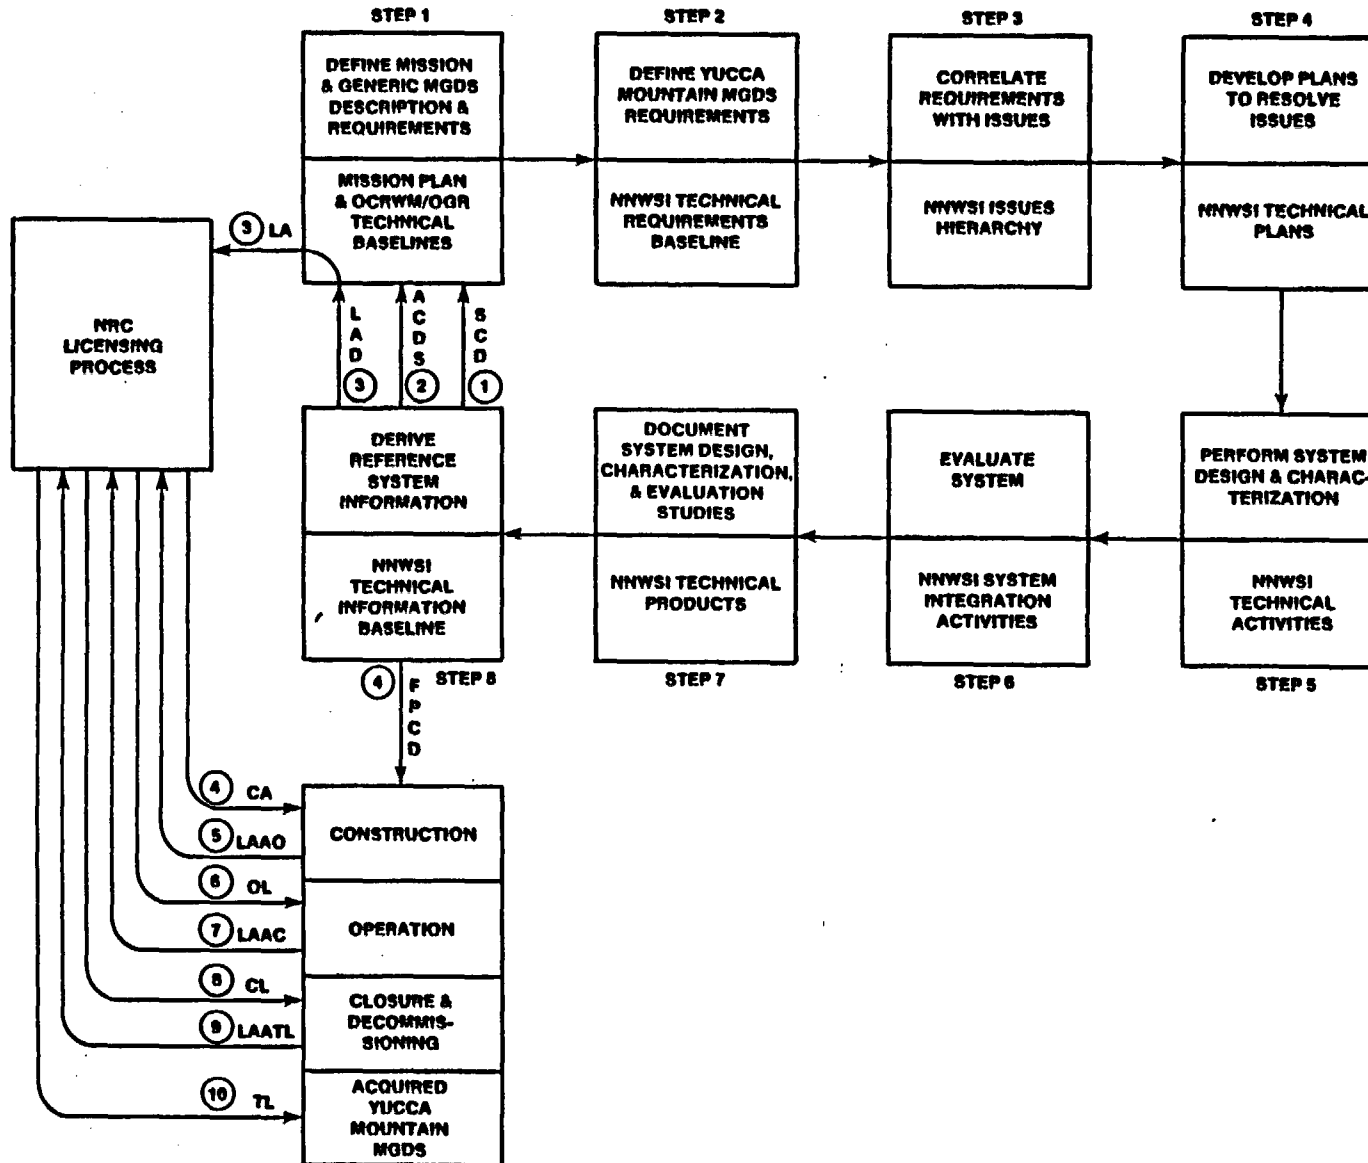 STEP 1
STEP 2
STEP 3
STEP 4
DEFINE MISSION
& GENERIC MGDS
DESCRIPTION &
REQUIREMENTS
MISSION PLAN
& OCRWM/OGR
TECHNICAL
BASELINES
DEFINE YUCCA
MOUNTAIN MGDS
REQUIREMENTS
NNWSI TECHNICAL
REQUIREMENTS
BASELINE
CORRELATE
REQUIREMENTS
WITH ISSUES
NNWSI ISSUES
HIERARCHY
DEVELOP PLANS
TO RESOLVE
ISSUES
NNWSI TECHNICAL
PLANS
3 LA
NRC
LICENSING
PROCESS
LAD
3
ACDS
2
SCD
1
DERIVE
REFERENCE
SYSTEM
INFORMATION
NNWSI
TECHNICAL
INFORMATION
BASELINE
DOCUMENT
SYSTEM DESIGN,
CHARACTERIZATION,
& EVALUATION
STUDIES
NNWSI TECHNICAL
PRODUCTS
EVALUATE
SYSTEM
NNWSI SYSTEM
INTEGRATION
ACTIVITIES
PERFORM SYSTEM
DESIGN & CHARAC-
TERIZATION
NNWSI
TECHNICAL
ACTIVITIES
STEP 8
STEP 7
STEP 6
STEP 5
4
FPCD
4 CA
5 LAAO
6 OL
7 LAAC
8 CL
9 LAATL
10 TL
CONSTRUCTION
OPERATION
CLOSURE &
DECOMMIS-
SIONING
ACQUIRED
YUCCA
MOUNTAIN
MGDS